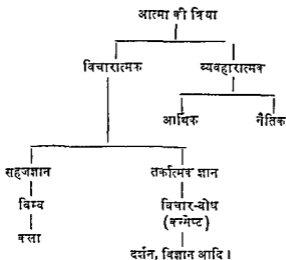 आत्मा की क्रिया
विचारात्मक व्यवहारात्मक
आर्थिक नैतिक
सहजज्ञान तर्कात्मक ज्ञान
बिम्ब विचार-बोध
(कन्सेप्ट)
कला
दर्शन, विज्ञान आदि।